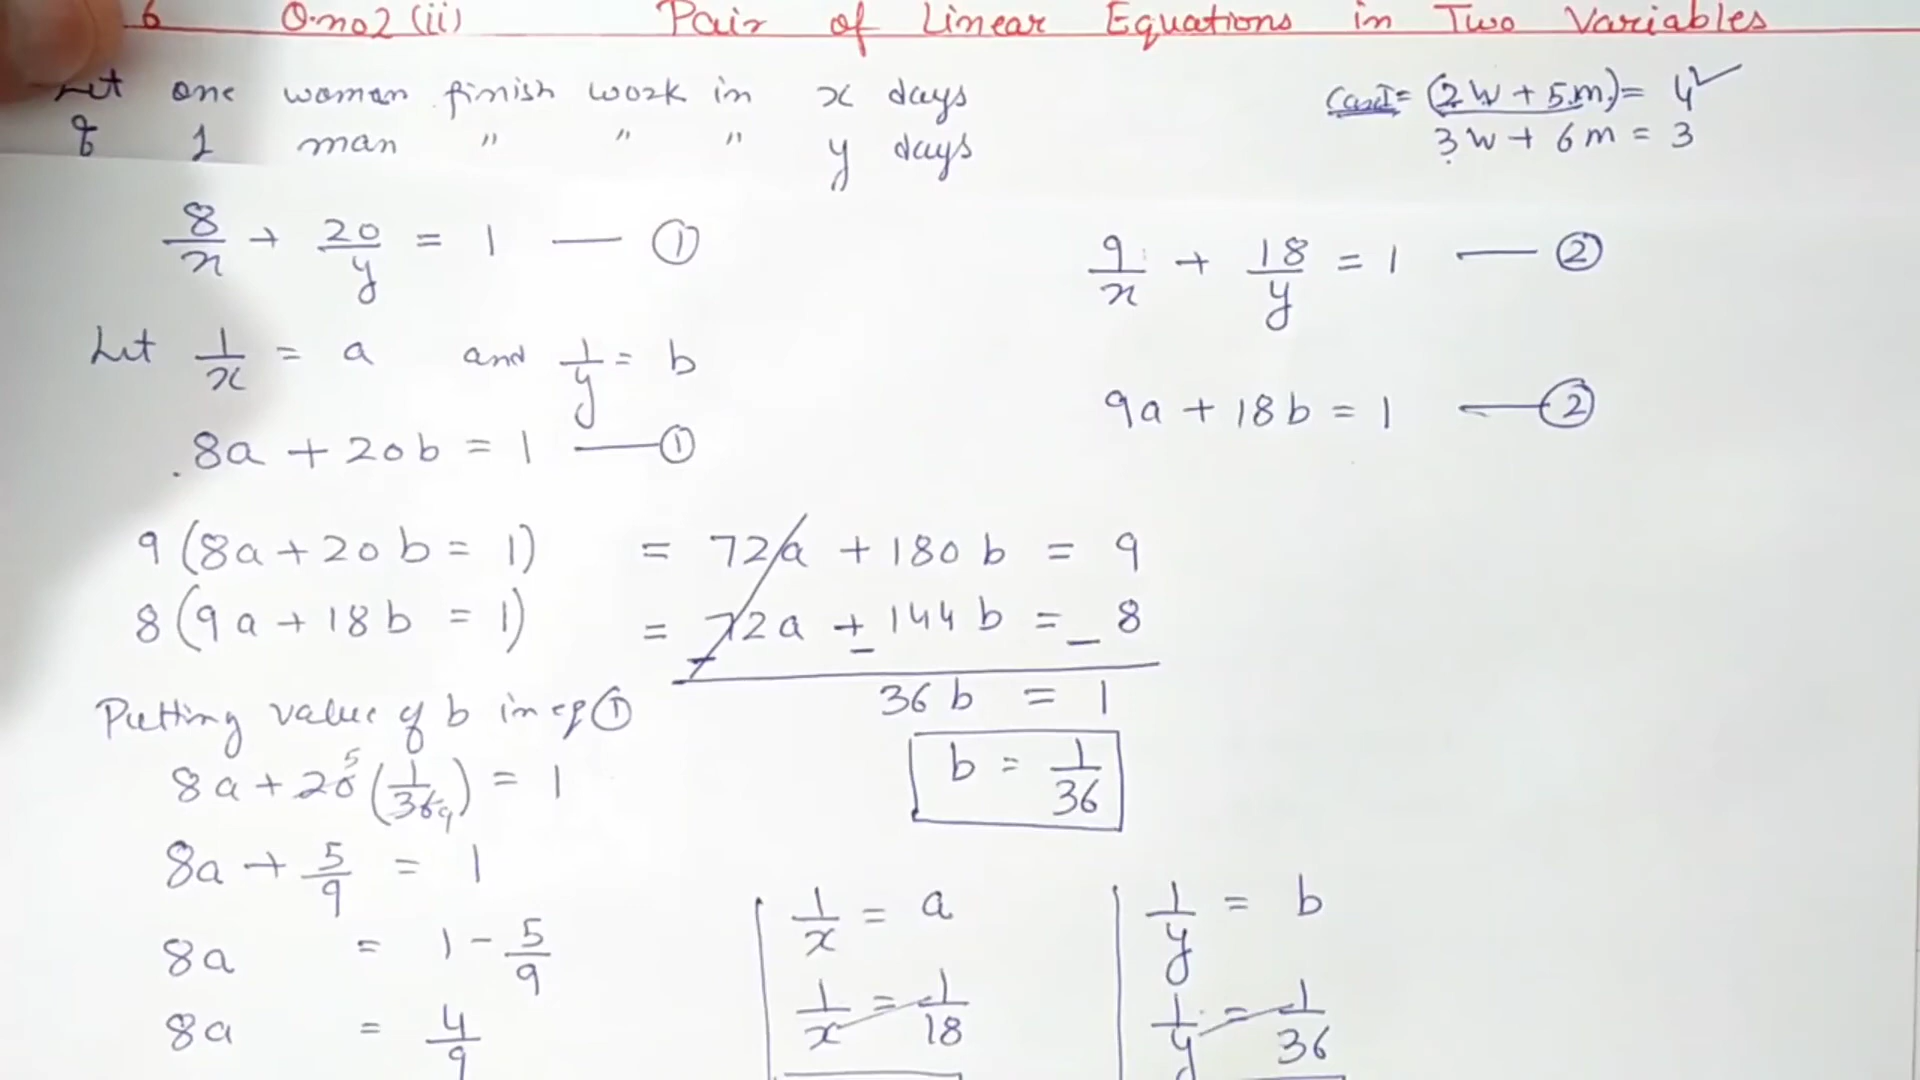 6 Q.no2 (ii) Pair of Linear Equations in Two Variables
Let one woman finish work in x days
& 1 man " " " y days
Case I = (2w + 5m) = 4 ✓
3w + 6m = 3
8/x + 20/y = 1 — ①
9/x + 18/y = 1 — ②
Let 1/x = a and 1/y = b
8a + 20b = 1 — ①
9a + 18b = 1 — ②
9 (8a + 20b = 1) = 72a + 180b = 9
8 (9a + 18b = 1) = 72a + 144b = 8
− − −
36b = 1
b = 1/36
Putting value of b in eq ①
8a + 20 5 (1/36 9) = 1
8a + 5/9 = 1
8a = 1 - 5/9
8a = 4/9
1/x = a
1/x = 1/18
1/y = b
1/y = 1/36